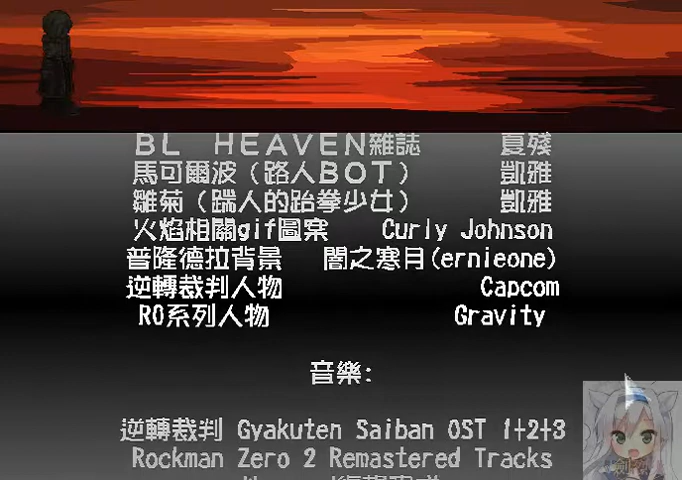 ＢＬ　ＨＥＡＶＥＮ雜誌 夏殘
馬可爾波（路人ＢＯＴ） 凱雅
雛菊（踹人的跆拳少女） 凱雅
火焰相關gif圖案 Curly Johnson
普隆德拉背景 闇之寒月(ernieone)
逆轉裁判人物 Capcom
RO系列人物 Gravity
音樂:
逆轉裁判 Gyakuten Saiban OST 1+2+3
Rockman Zero 2 Remastered Tracks